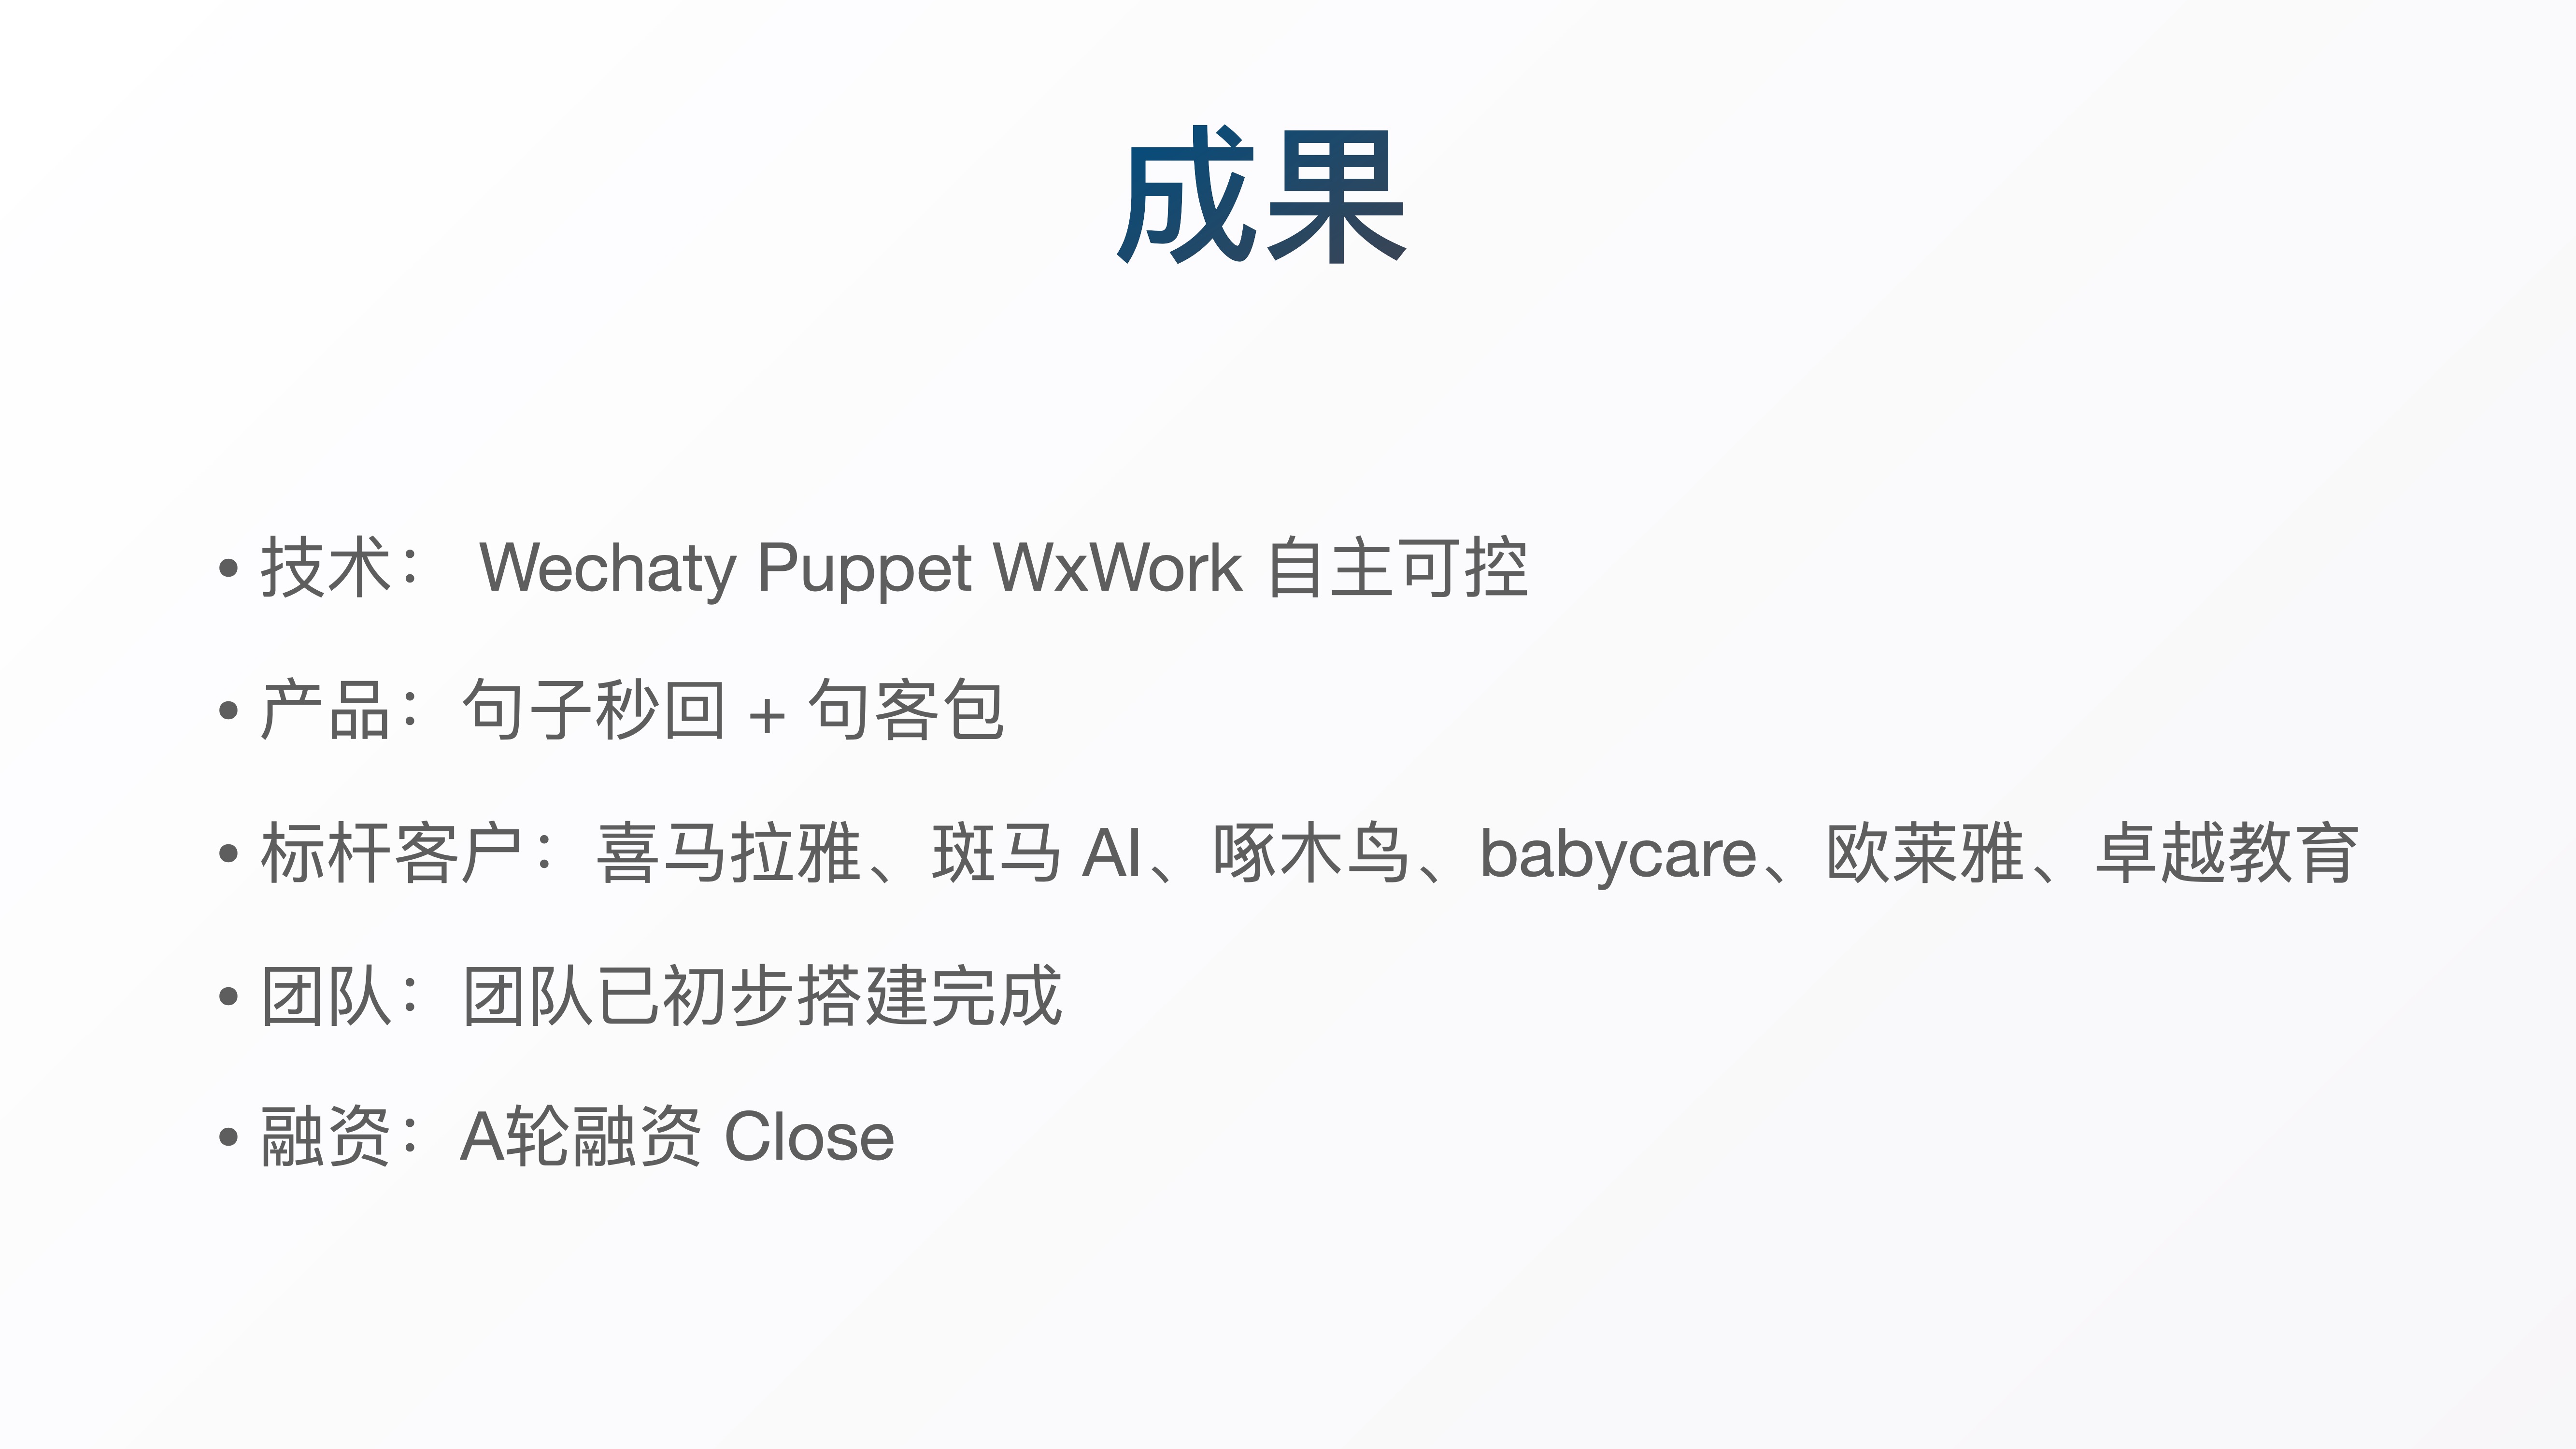 成果
• 技术： Wechaty Puppet WxWork 自主可控
• 产品：句子秒回 + 句客包
• 标杆客户：喜马拉雅、斑马 AI、啄木鸟、babycare、欧莱雅、卓越教育
• 团队：团队已初步搭建完成
• 融资：A轮融资 Close